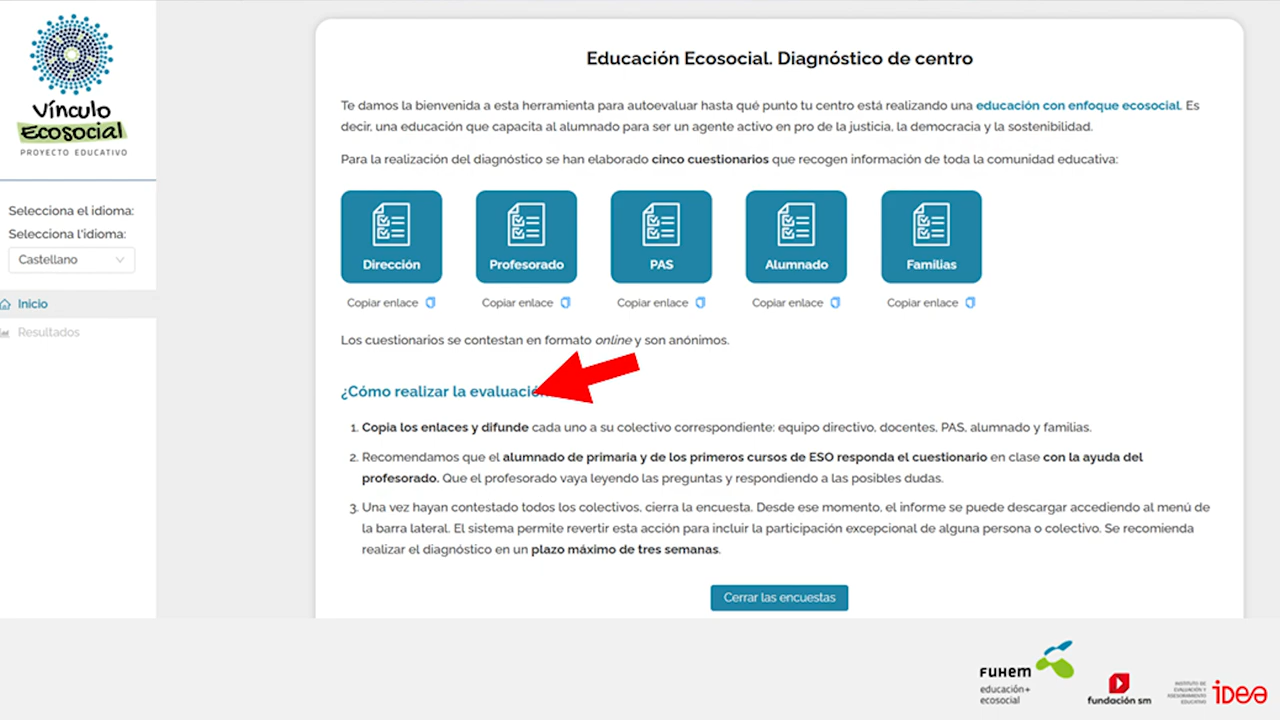 Vínculo
Ecosocial
PROYECTO EDUCATIVO
Selecciona el idioma:
Selecciona l'idioma:
Castellano
Inicio
Resultados
Educación Ecosocial. Diagnóstico de centro
Te damos la bienvenida a esta herramienta para autoevaluar hasta qué punto tu centro está realizando una educación con enfoque ecosocial. Es
decir, una educación que capacita al alumnado para ser un agente activo en pro de la justicia, la democracia y la sostenibilidad.
Para la realización del diagnóstico se han elaborado cinco cuestionarios que recogen información de toda la comunidad educativa:
Dirección Profesorado PAS Alumnado Familias
Copiar enlace Copiar enlace Copiar enlace Copiar enlace Copiar enlace
Los cuestionarios se contestan en formato online y son anónimos.
¿Cómo realizar la evaluación
1. Copia los enlaces y difunde cada uno a su colectivo correspondiente: equipo directivo, docentes, PAS, alumnado y familias.
2. Recomendamos que el alumnado de primaria y de los primeros cursos de ESO responda el cuestionario en clase con la ayuda del
profesorado. Que el profesorado vaya leyendo las preguntas y respondiendo a las posibles dudas.
3. Una vez hayan contestado todos los colectivos, cierra la encuesta. Desde ese momento, el informe se puede descargar accediendo al menú de
la barra lateral. El sistema permite revertir esta acción para incluir la participación excepcional de alguna persona o colectivo. Se recomienda
realizar el diagnóstico en un plazo máximo de tres semanas.
Cerrar las encuestas
FUHEM
educación+
ecosocial
fundación sm
INSTITUTO DE
EVALUACIÓN Y
ASESORAMIENTO
EDUCATIVO
idea